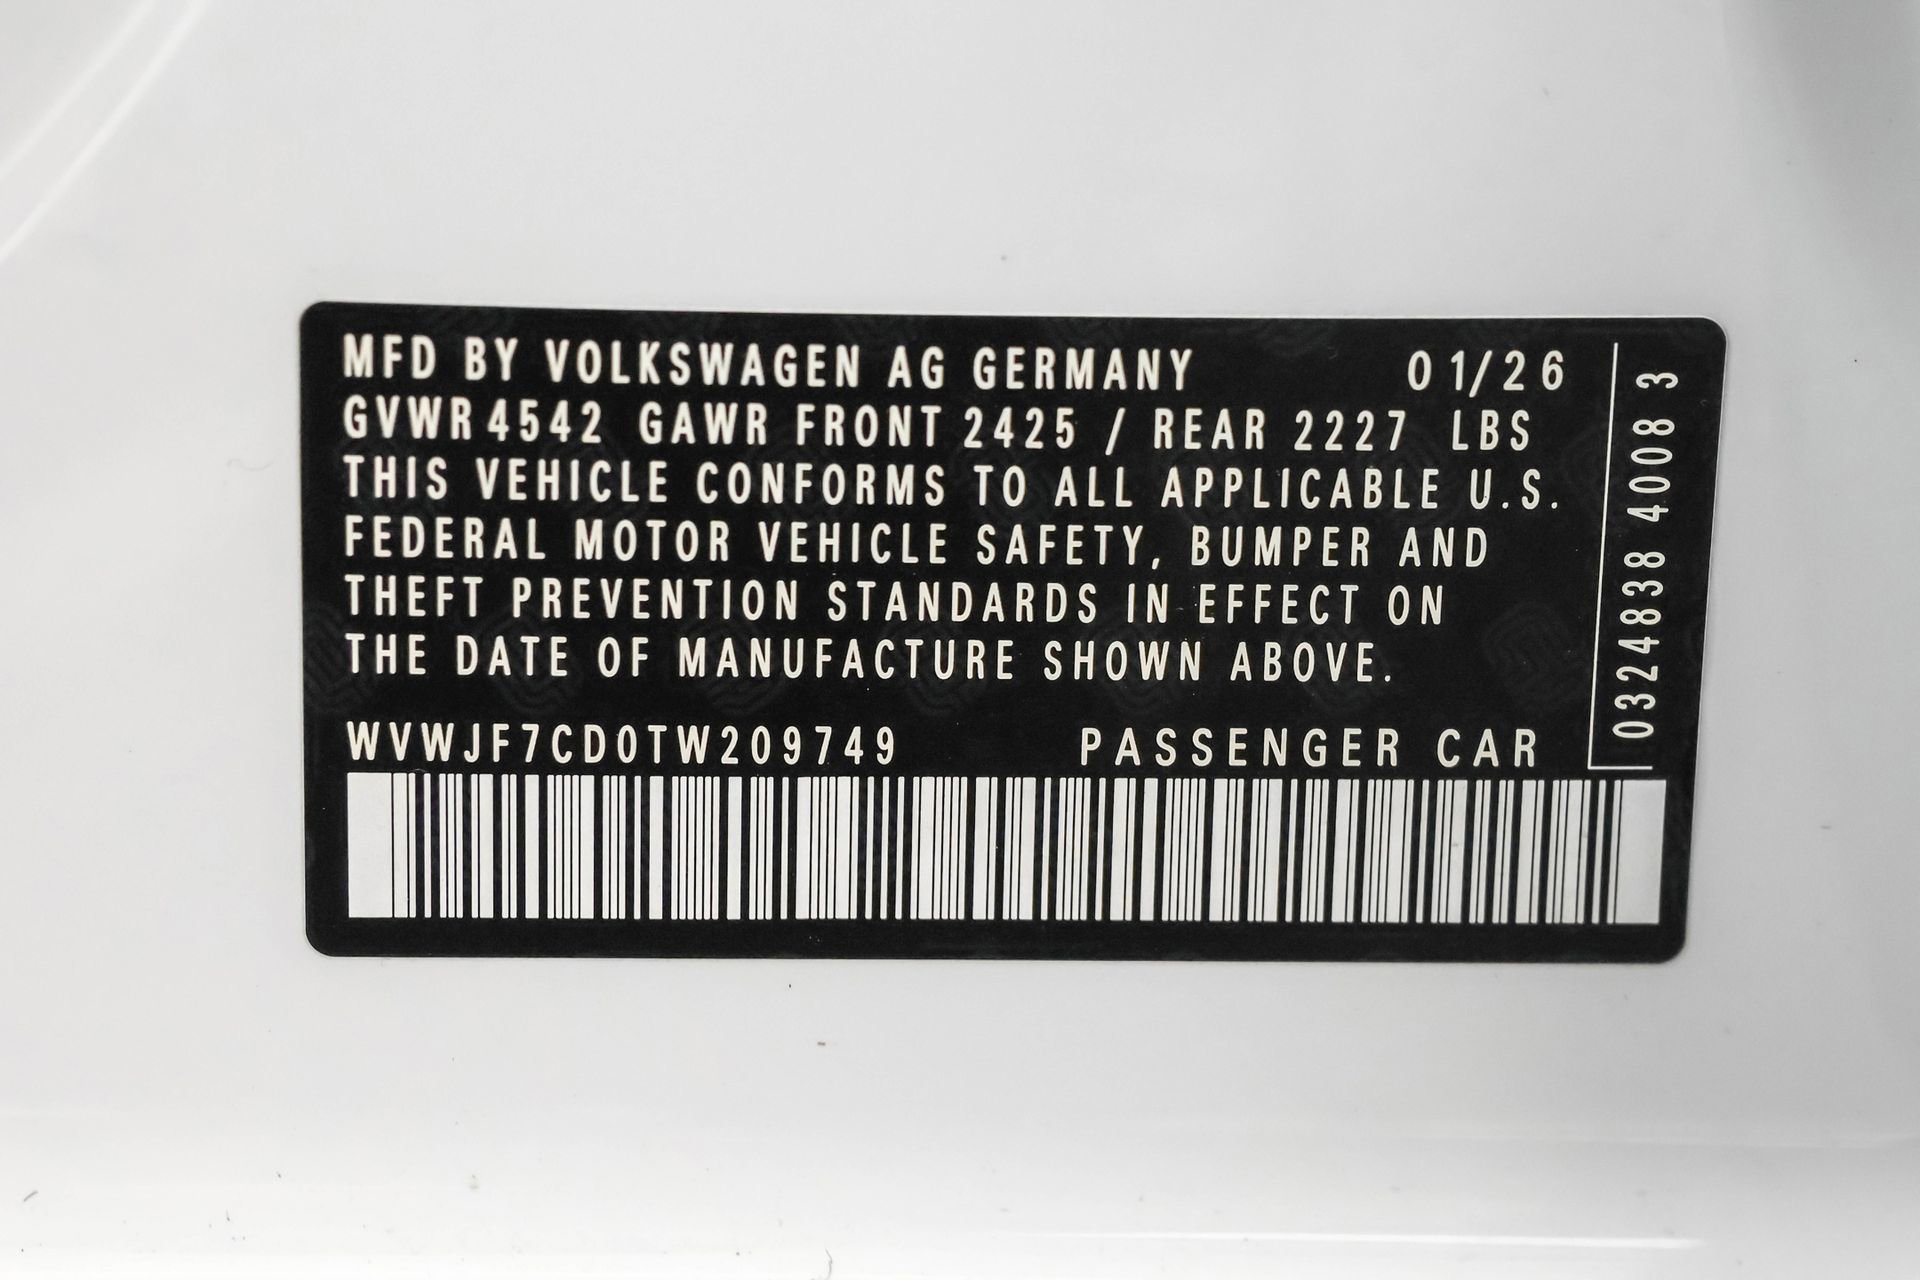 MFD BY VOLKSWAGEN AG GERMANY 01/26
GVWR 4542 GAWR FRONT 2425 / REAR 2227 LBS
THIS VEHICLE CONFORMS TO ALL APPLICABLE U.S.
FEDERAL MOTOR VEHICLE SAFETY, BUMPER AND
THEFT PREVENTION STANDARDS IN EFFECT ON
THE DATE OF MANUFACTURE SHOWN ABOVE.
WVWJF7CD0TW209749 PASSENGER CAR
0324838 4008 3